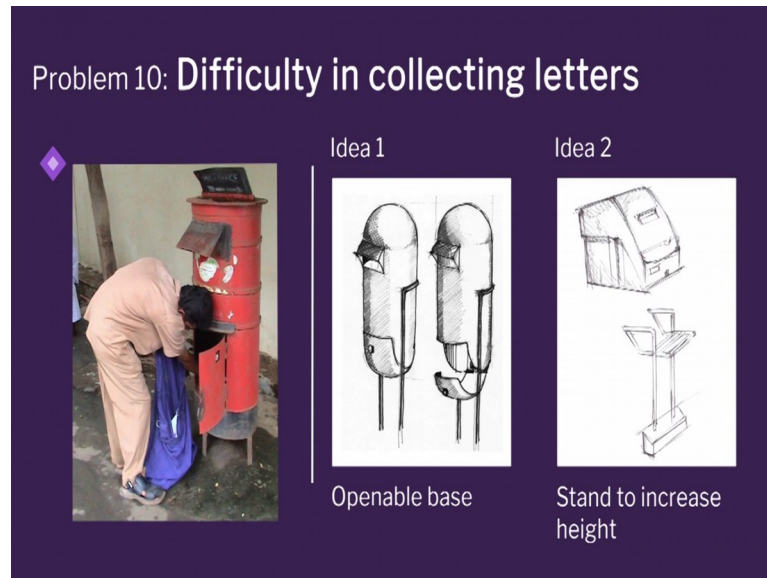 Problem 10: Difficulty in collecting letters
Idea 1
Idea 2
Openable base
Stand to increase
height